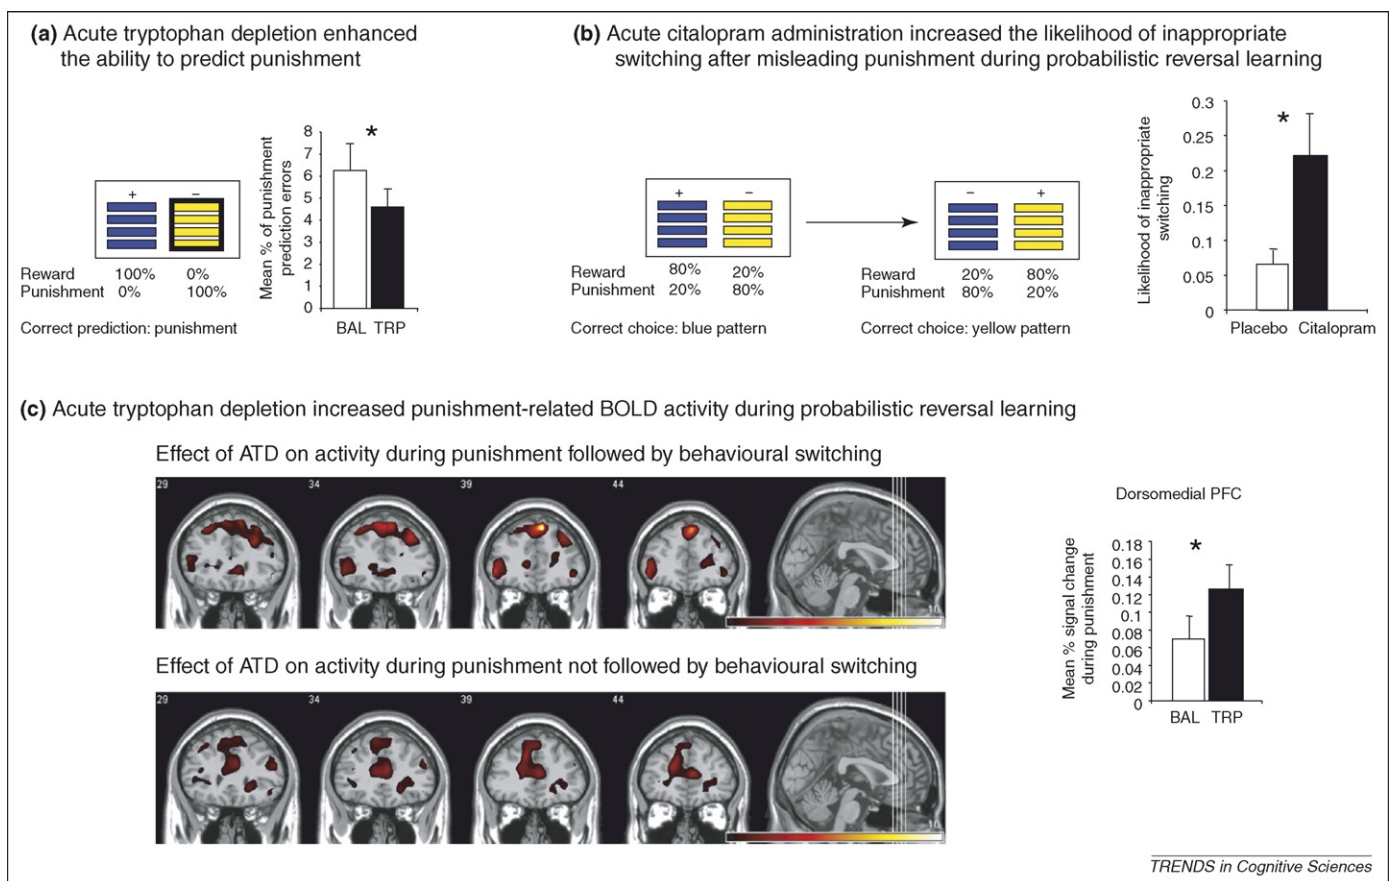 (a) Acute tryptophan depletion enhanced
the ability to predict punishment
8
7
6
5
4
3
2
1
0
Mean % of punishment
prediction errors
*
BAL TRP
+ −
Reward 100% 0%
Punishment 0% 100%
Correct prediction: punishment
(b) Acute citalopram administration increased the likelihood of inappropriate
switching after misleading punishment during probabilistic reversal learning
+ −
Reward 80% 20%
Punishment 20% 80%
Correct choice: blue pattern
− +
Reward 20% 80%
Punishment 80% 20%
Correct choice: yellow pattern
0.3
0.25
0.2
0.15
0.1
0.05
0
Likelihood of inappropriate
switching
*
Placebo Citalopram
(c) Acute tryptophan depletion increased punishment-related BOLD activity during probabilistic reversal learning
Effect of ATD on activity during punishment followed by behavioural switching
29 34 39 44
10
Effect of ATD on activity during punishment not followed by behavioural switching
29 34 39 44
10
Dorsomedial PFC
0.18
0.16
0.14
0.12
0.1
0.08
0.06
0.04
0.02
0
Mean % signal change
during punishment
*
BAL TRP
TRENDS in Cognitive Sciences